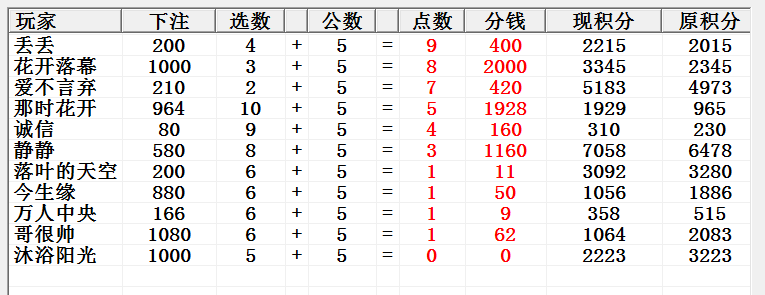 玩家 下注 选数 公数 点数 分钱 现积分 原积分
丢丢 200 4 + 5 = 9 400 2215 2015
花开落幕 1000 3 + 5 = 8 2000 3345 2345
爱不言弃 210 2 + 5 = 7 420 5183 4973
那时花开 964 10 + 5 = 5 1928 1929 965
诚信 80 9 + 5 = 4 160 310 230
静静 580 8 + 5 = 3 1160 7058 6478
落叶的天空 200 6 + 5 = 1 11 3092 3280
今生缘 880 6 + 5 = 1 50 1056 1886
万人中央 166 6 + 5 = 1 9 358 515
哥很帅 1080 6 + 5 = 1 62 1064 2083
沐浴阳光 1000 5 + 5 = 0 0 2223 3223